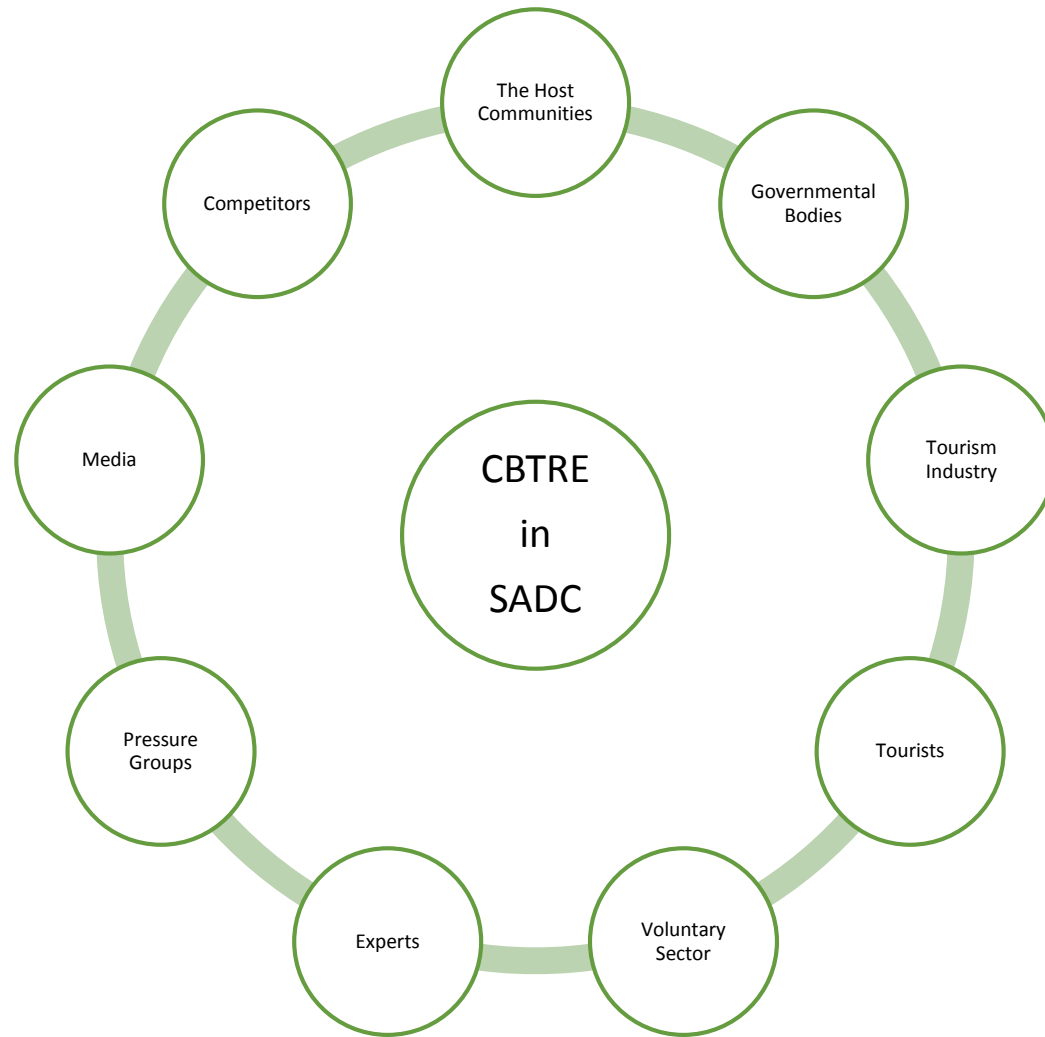 The Host
Communities
Governmental
Bodies
Tourism
Industry
Tourists
Voluntary
Sector
Experts
Pressure
Groups
Media
Competitors
CBTRE
in
SADC